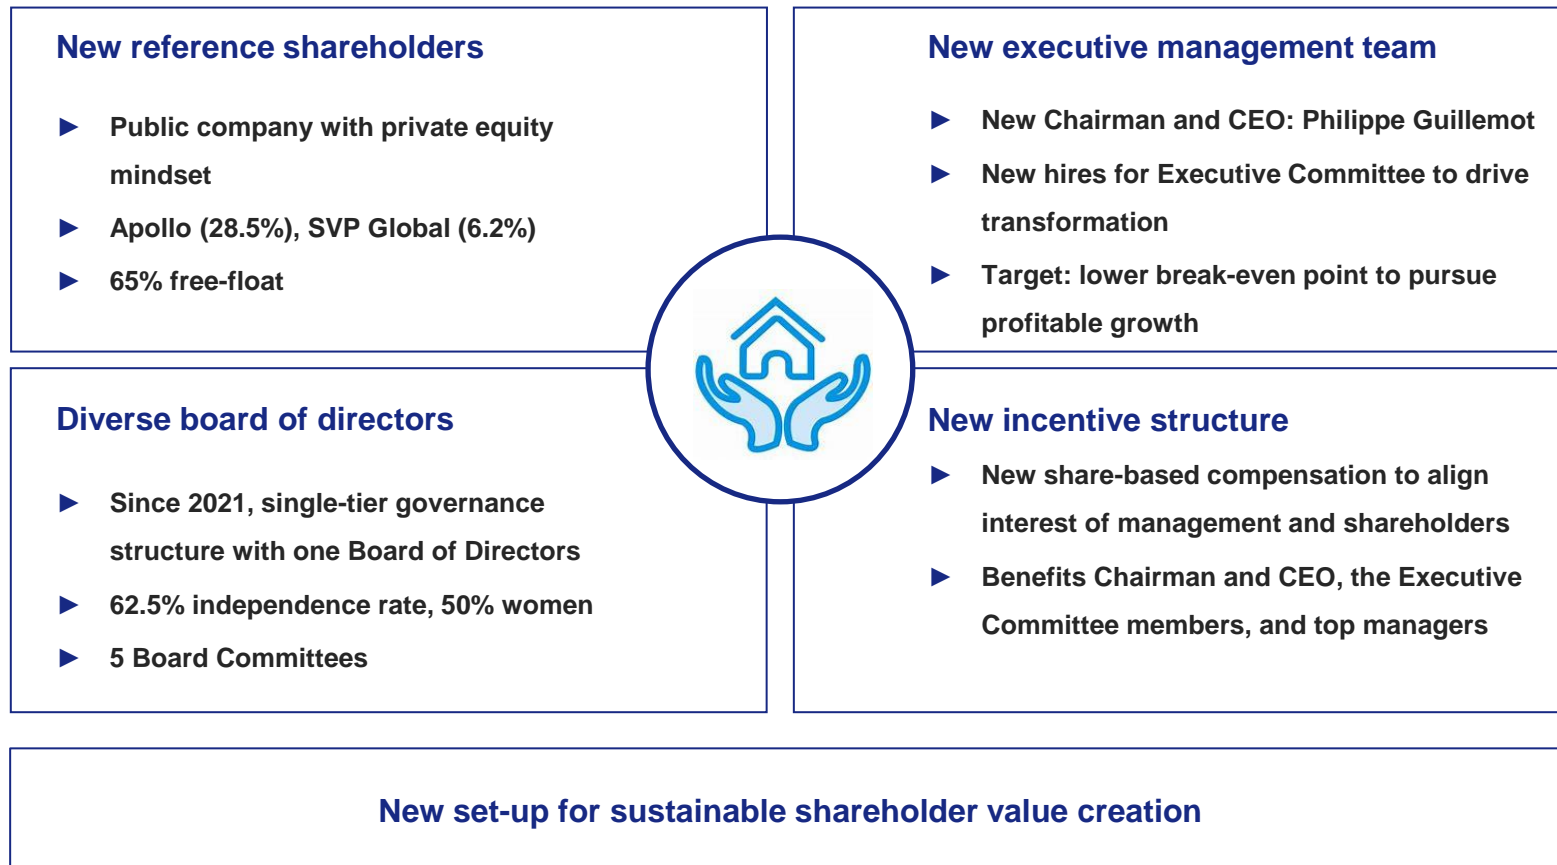 New reference shareholders
► Public company with private equity
mindset
► Apollo (28.5%), SVP Global (6.2%)
► 65% free-float
New executive management team
► New Chairman and CEO: Philippe Guillemot
► New hires for Executive Committee to drive
transformation
► Target: lower break-even point to pursue
profitable growth
Diverse board of directors
► Since 2021, single-tier governance
structure with one Board of Directors
► 62.5% independence rate, 50% women
► 5 Board Committees
New incentive structure
► New share-based compensation to align
interest of management and shareholders
► Benefits Chairman and CEO, the Executive
Committee members, and top managers
New set-up for sustainable shareholder value creation